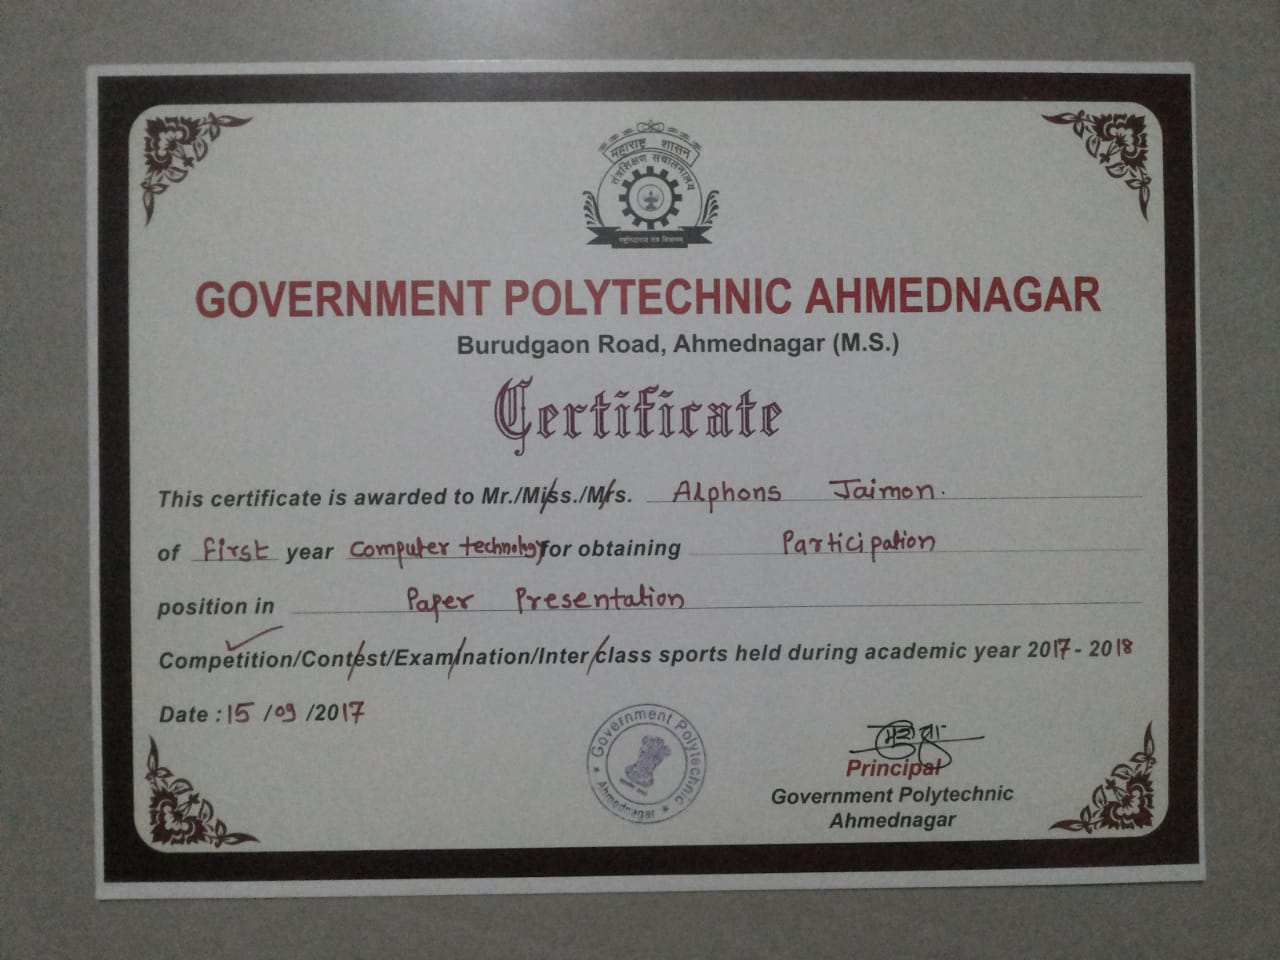 महाराष्ट्र शासन
तंत्रशिक्षण संचालनालय
GOVERNMENT POLYTECHNIC AHMEDNAGAR
Burudgaon Road, Ahmednagar (M.S.)
Certificate
This certificate is awarded to Mr./Miss./Mrs. Alphons Jaimon.
of First year Computer technology for obtaining Participation
position in Paper Presentation
Competition/Contest/Examination/Inter class sports held during academic year 2017-2018
Date : 15/09/2017
Government Polytechnic
Ahmednagar
Principal
Government Polytechnic
Ahmednagar